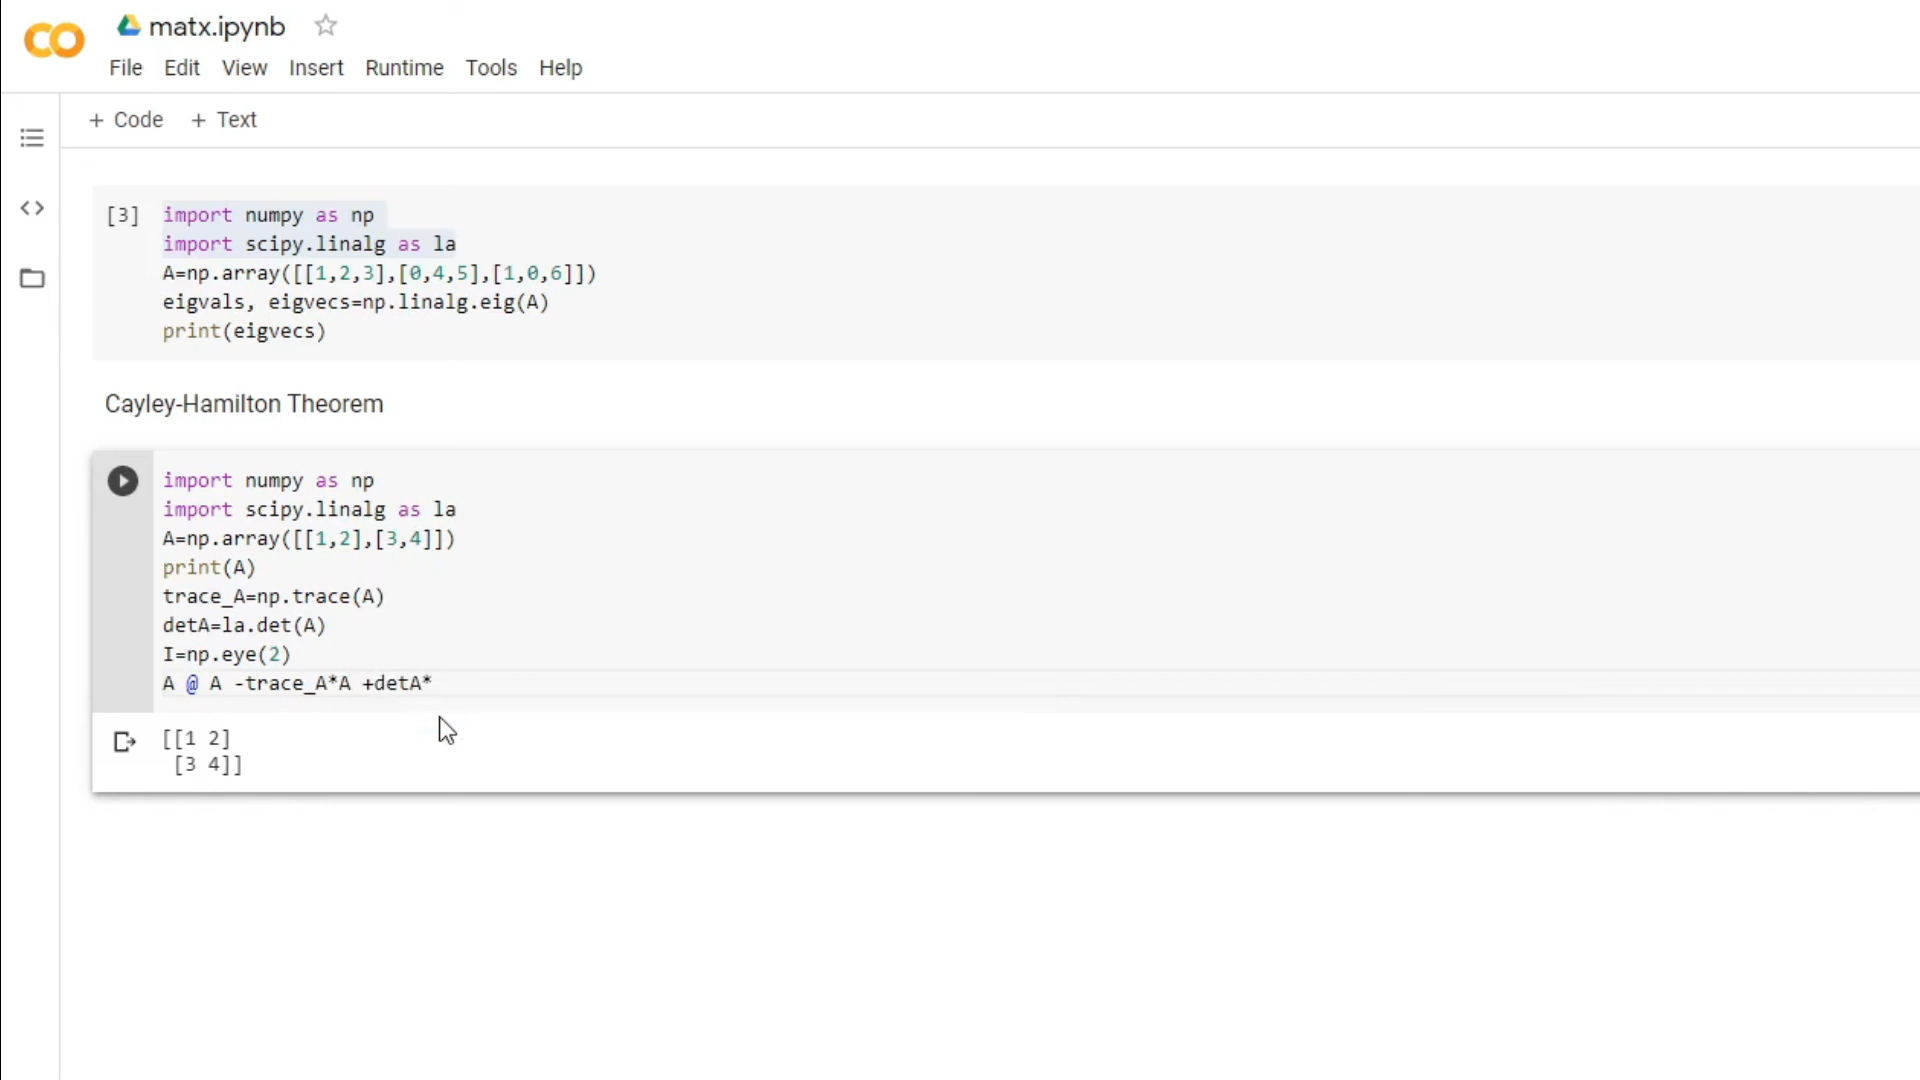 CO
matx.ipynb
File Edit View Insert Runtime Tools Help
+ Code + Text
[3] import numpy as np
import scipy.linalg as la
A=np.array([[1,2,3],[0,4,5],[1,0,6]])
eigvals, eigvecs=np.linalg.eig(A)
print(eigvecs)
Cayley-Hamilton Theorem
import numpy as np
import scipy.linalg as la
A=np.array([[1,2],[3,4]])
print(A)
trace_A=np.trace(A)
detA=la.det(A)
I=np.eye(2)
A @ A -trace_A*A +detA*
[[1 2]
[3 4]]